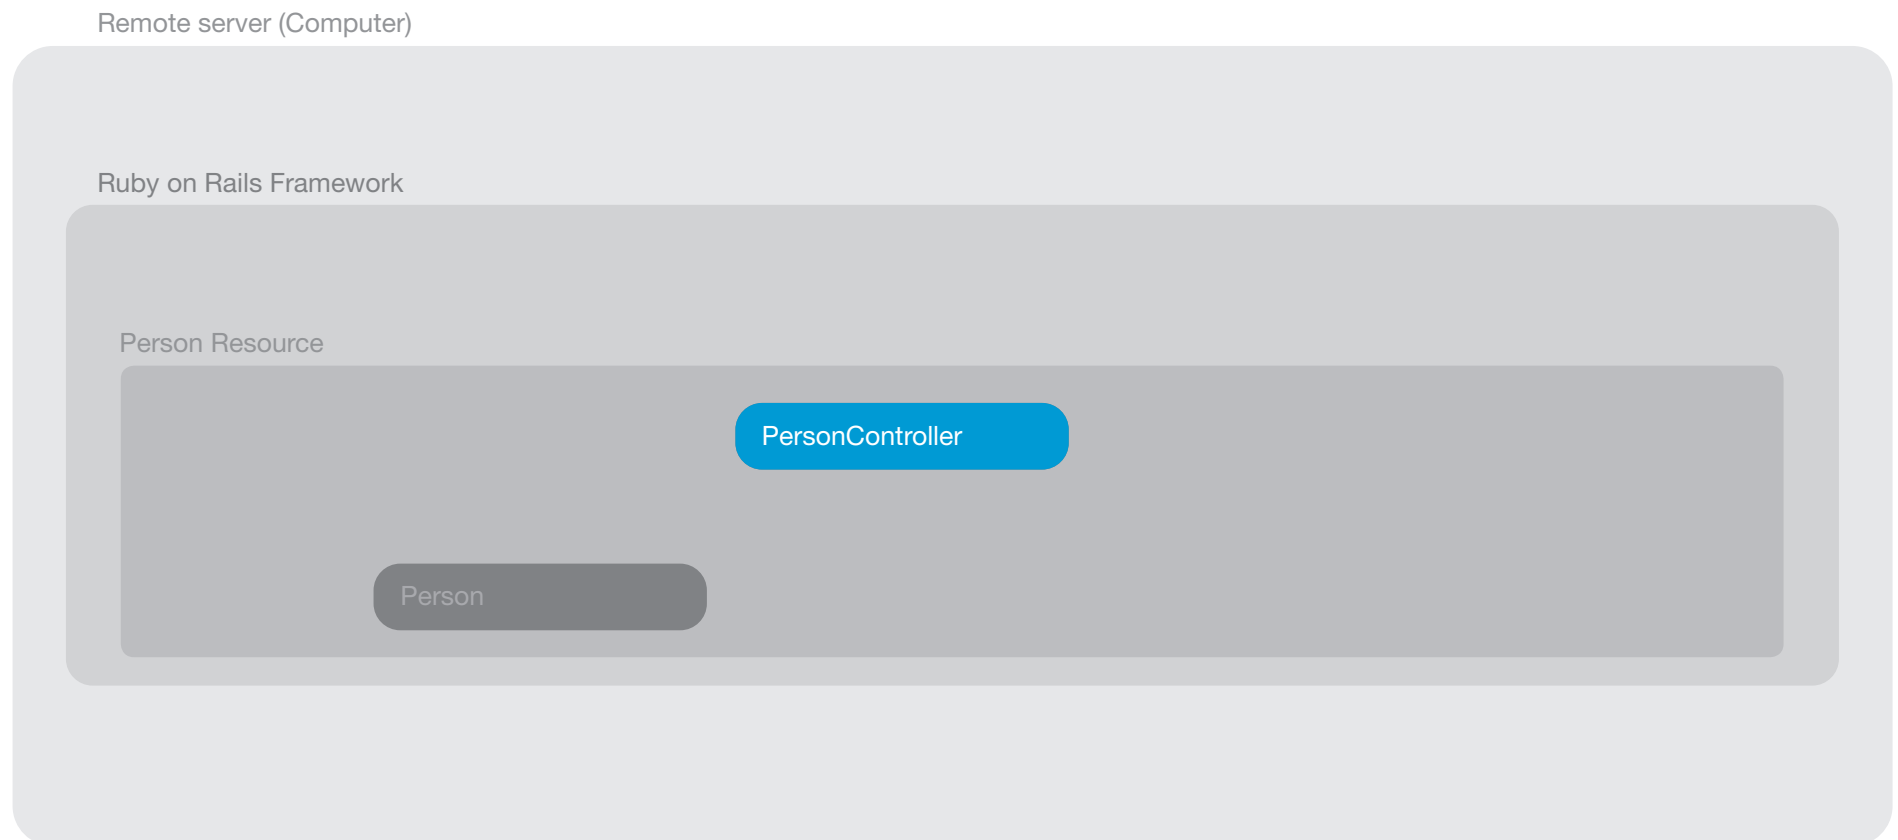 Remote server (Computer)
Ruby on Rails Framework
Person Resource
PersonController
Person